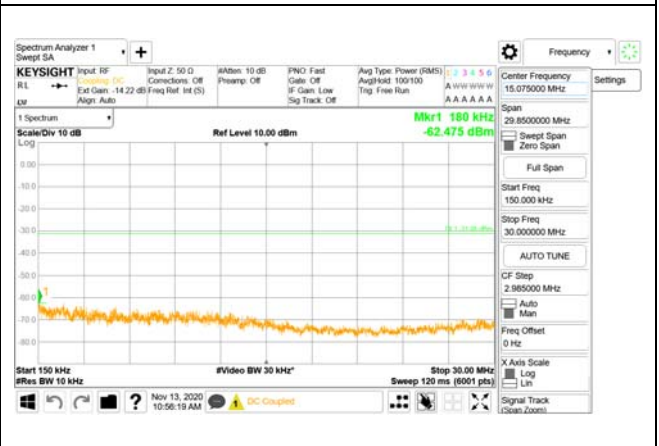 Spectrum Analyzer 1
Swept SA
+
Frequency
KEYSIGHT Input: RF Input Z: 50 Ω #Atten: 10 dB PNO: Fast Avg Type: Power (RMS) 1 2 3 4 5 6
RL Coupling: DC Corrections: Off Preamp: Off Gate: Off Avg|Hold: 100/100 A W W W W W
Ext Gain: -14.22 dB Freq Ref: Int (S) IF Gain: Low Trig: Free Run
Align: Auto Sig Track: Off A A A A A A
Center Frequency
15.075000 MHz
Settings
1 Spectrum
Mkr1 180 kHz
Scale/Div 10 dB Ref Level 10.00 dBm -62.475 dBm
Log
Span
29.8500000 MHz
Swept Span
Zero Span
Full Span
Start Freq
150.000 kHz
Stop Freq
30.000000 MHz
AUTO TUNE
CF Step
2.985000 MHz
Auto
Man
Freq Offset
0 Hz
X Axis Scale
Log
Lin
Signal Track
(Span Zoom)
0.00
-10.0
-20.0
-30.0
-40.0
-50.0
-60.0
-70.0
-80.0
1
Start 150 kHz #Video BW 30 kHz* Stop 30.00 MHz
#Res BW 10 kHz Sweep 120 ms (6001 pts)
? Nov 13, 2020
10:56:19 AM
1 DC Coupled